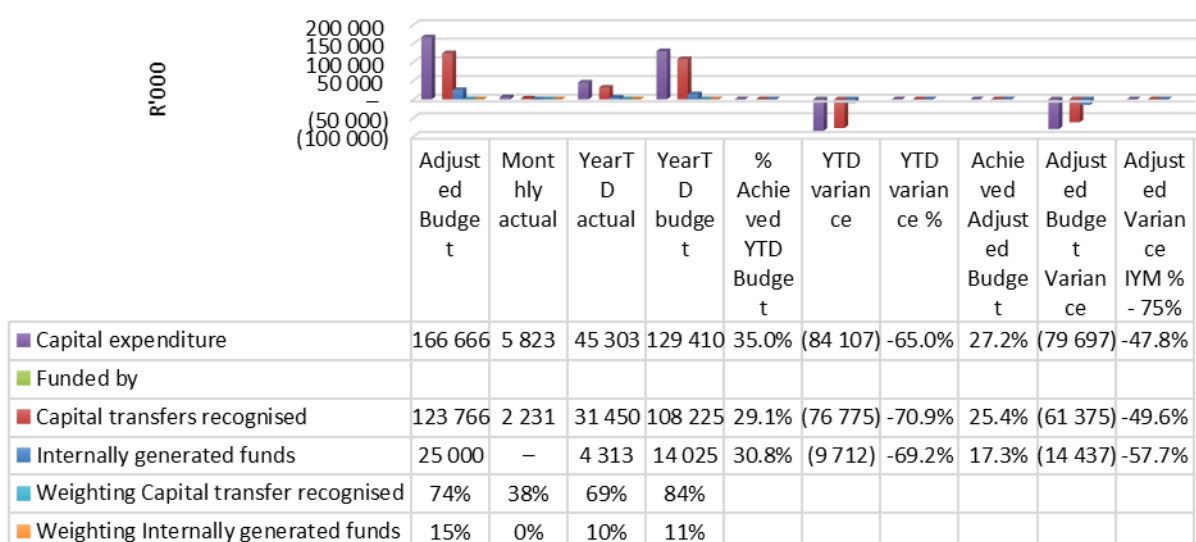 R'000
200 000
150 000
100 000
50 000
–
(50 000)
(100 000)
Adjust ed Budge t
Mont hly actual
YearT D actual
YearT D budge t
% Achie ved YTD Budge t
YTD varian ce
YTD varian ce %
Achie ved Adjust ed Budge t
Adjust ed Budge t Varian ce
Adjust ed Varian ce IYM % - 75%
Capital expenditure 166 666 5 823 45 303 129 410 35.0% (84 107) -65.0% 27.2% (79 697) -47.8%
Funded by
Capital transfers recognised 123 766 2 231 31 450 108 225 29.1% (76 775) -70.9% 25.4% (61 375) -49.6%
Internally generated funds 25 000 – 4 313 14 025 30.8% (9 712) -69.2% 17.3% (14 437) -57.7%
Weighting Capital transfer recognised 74% 38% 69% 84%
Weighting Internally generated funds 15% 0% 10% 11%